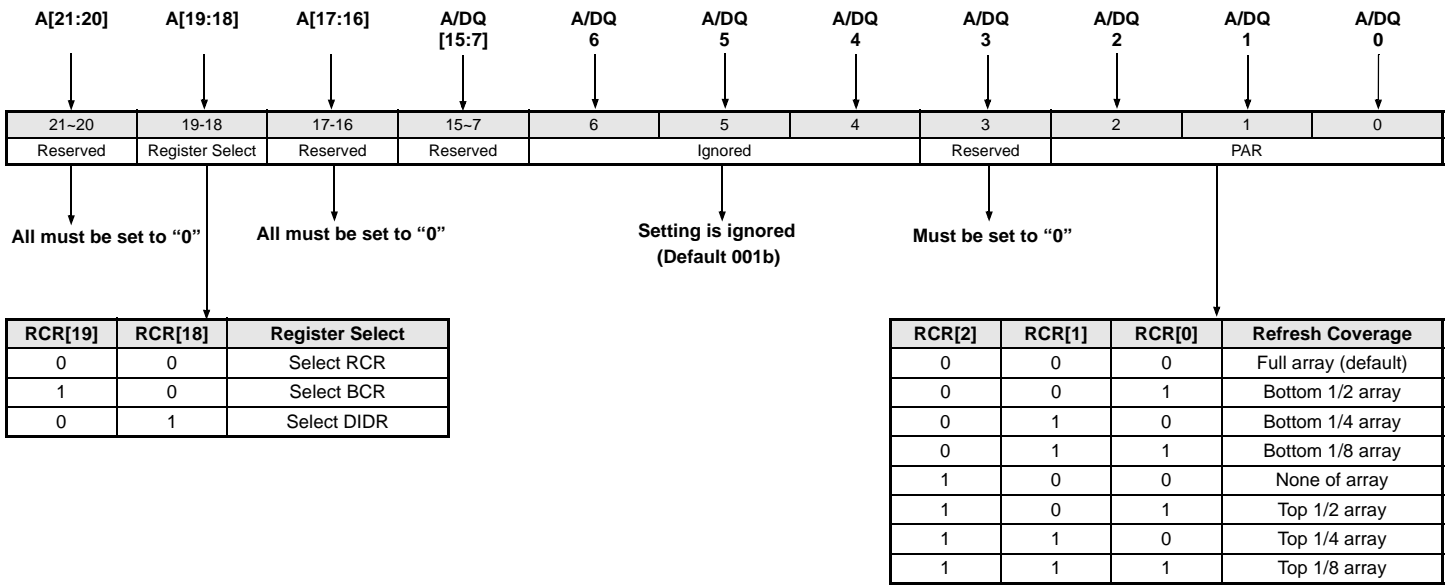 A[21:20] A[19:18] A[17:16] A/DQ A/DQ A/DQ A/DQ A/DQ A/DQ A/DQ A/DQ
[15:7] 6 5 4 3 2 1 0
21~20 19-18 17-16 15~7 6 5 4 3 2 1 0
Reserved Register Select Reserved Reserved Ignored Reserved PAR
All must be set to “0” All must be set to “0” Setting is ignored Must be set to “0”
(Default 001b)
RCR[19] RCR[18] Register Select
0 0 Select RCR
1 0 Select BCR
0 1 Select DIDR
RCR[2] RCR[1] RCR[0] Refresh Coverage
0 0 0 Full array (default)
0 0 1 Bottom 1/2 array
0 1 0 Bottom 1/4 array
0 1 1 Bottom 1/8 array
1 0 0 None of array
1 0 1 Top 1/2 array
1 1 0 Top 1/4 array
1 1 1 Top 1/8 array